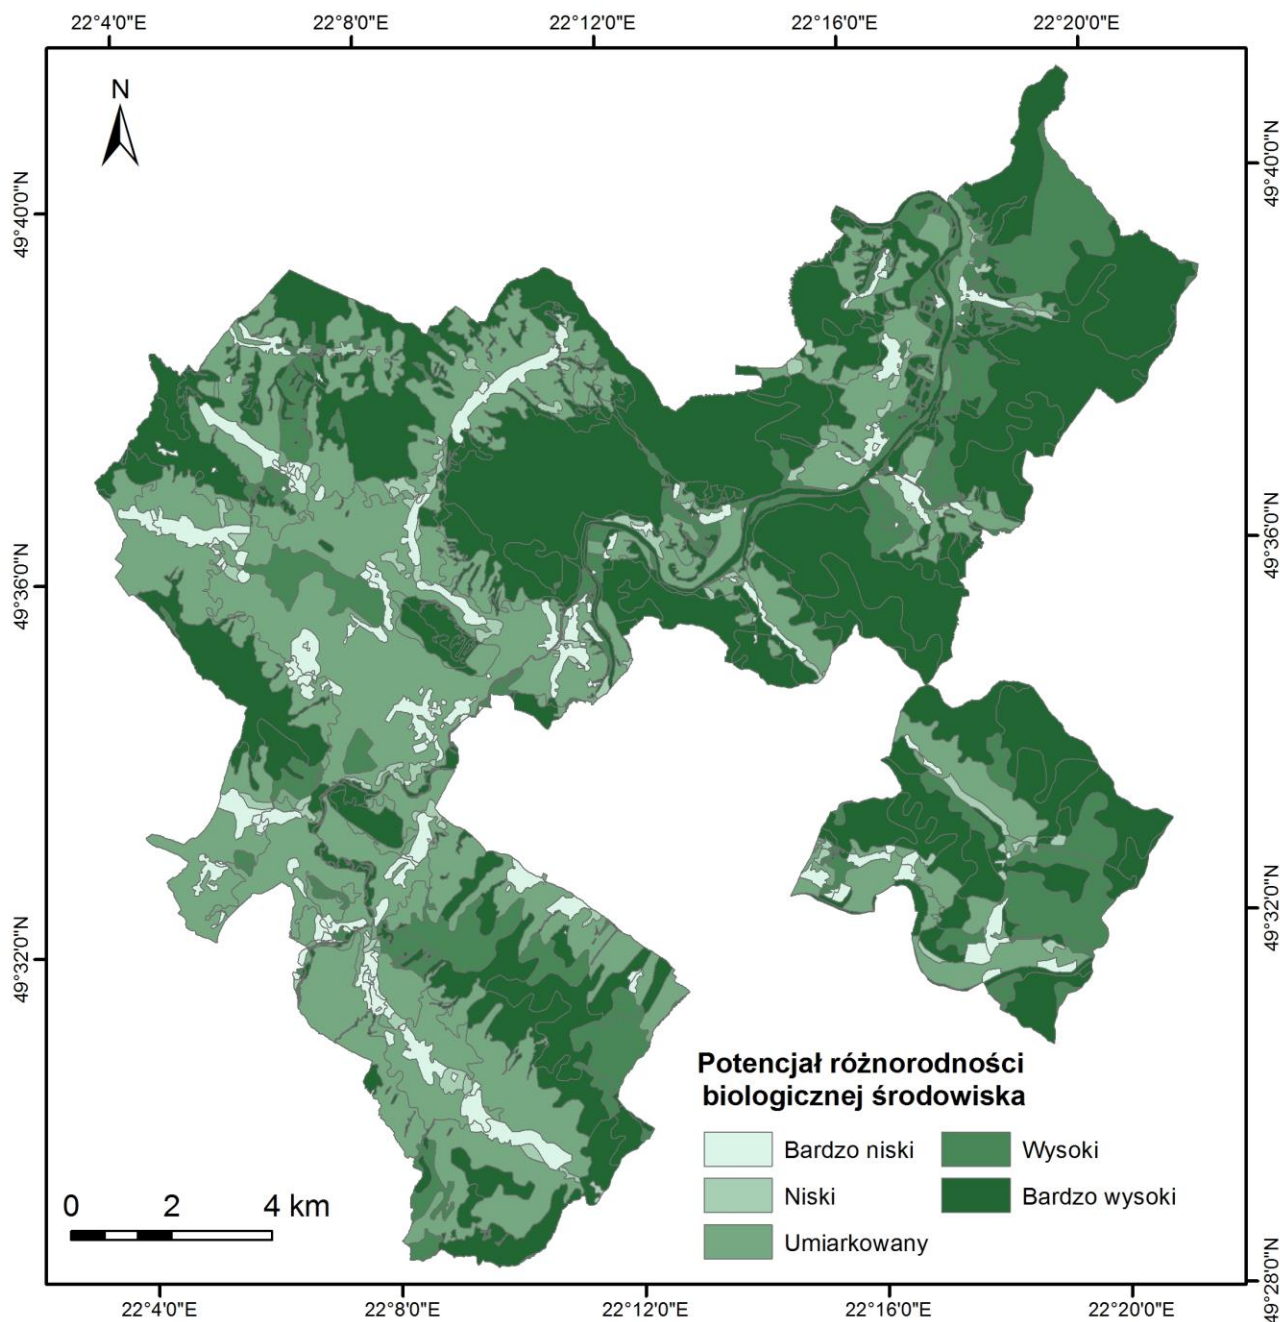 22°4'0"E 22°8'0"E 22°12'0"E 22°16'0"E 22°20'0"E
N
49°40'0"N
49°40'0"N
49°36'0"N
49°36'0"N
49°32'0"N
49°32'0"N
Potencjał różnorodności
biologicznej środowiska
Bardzo niski Wysoki
Niski Bardzo wysoki
Umiarkowany
0 2 4 km
49°28'0"N
22°4'0"E 22°8'0"E 22°12'0"E 22°16'0"E 22°20'0"E